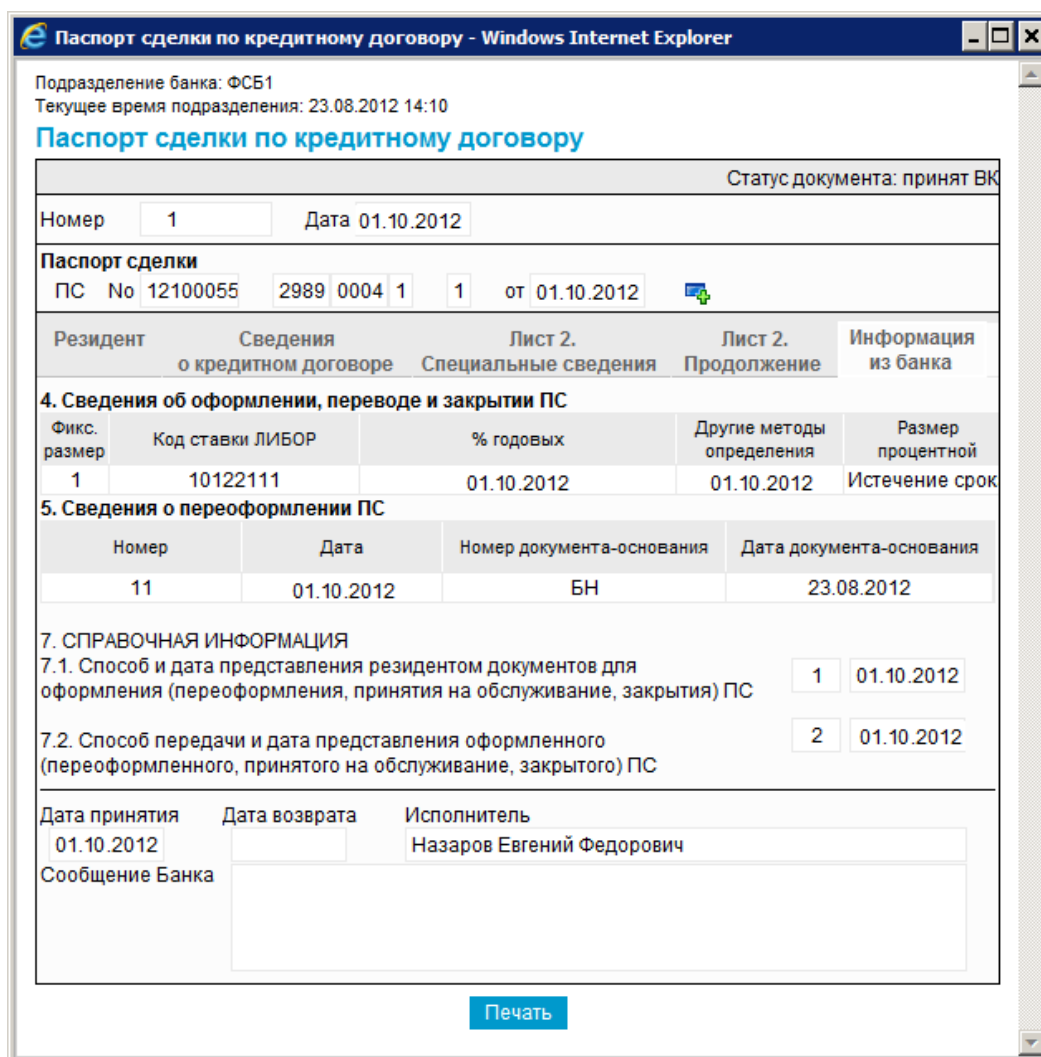 Паспорт сделки по кредитному договору - Windows Internet Explorer
Подразделение банка: ФСБ1
Текущее время подразделения: 23.08.2012 14:10
Паспорт сделки по кредитному договору
Статус документа: принят ВК
Номер 1 Дата 01.10.2012
Паспорт сделки
ПС No 12100055 2989 0004 1 1 от 01.10.2012
Резидент Сведения о кредитном договоре Лист 2. Специальные сведения Лист 2. Продолжение Информация из банка
4. Сведения об оформлении, переводе и закрытии ПС
Фикс. размер Код ставки ЛИБОР % годовых Другие методы определения Размер процентной
1 10122111 01.10.2012 01.10.2012 Истечение срок
5. Сведения о переоформлении ПС
Номер Дата Номер документа-основания Дата документа-основания
11 01.10.2012 БН 23.08.2012
7. СПРАВОЧНАЯ ИНФОРМАЦИЯ
7.1. Способ и дата представления резидентом документов для
оформления (переоформления, принятия на обслуживание, закрытия) ПС 1 01.10.2012
7.2. Способ передачи и дата представления оформленного
(переоформленного, принятого на обслуживание, закрытого) ПС 2 01.10.2012
Дата принятия Дата возврата Исполнитель
01.10.2012 Назаров Евгений Федорович
Сообщение Банка
Печать